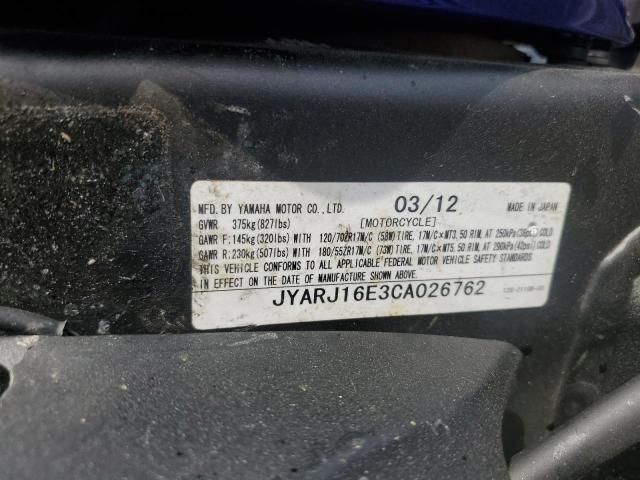 MFD. BY YAMAHA MOTOR CO.,LTD. 03/12 MADE IN JAPAN
GVWR 375kg(827lbs) [MOTORCYCLE]
GAWR F:145kg(320lbs) WITH 120/70ZR17M/C (58W)TIRE, 17M/C×MT3.50 RIM, AT 250kPa(36psi) COLD
GAWR R:230kg(507lbs) WITH 180/55ZR17M/C (73W)TIRE, 17M/C×MT5.50 RIM, AT 290kPa(42psi) COLD
THIS VEHICLE CONFORMS TO ALL APPLICABLE FEDERAL MOTOR VEHICLE SAFETY STANDARDS
IN EFFECT ON THE DATE OF MANUFACTURE SHOWN ABOVE.
JYARJ16E3CA026762